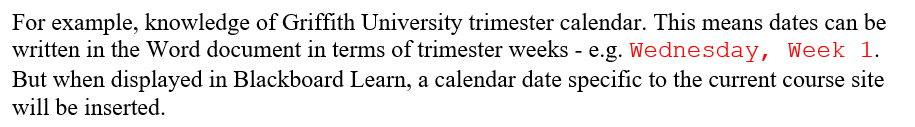 For example, knowledge of Griffith University trimester calendar. This means dates can be
written in the Word document in terms of trimester weeks - e.g. Wednesday, Week 1.
But when displayed in Blackboard Learn, a calendar date specific to the current course site
will be inserted.